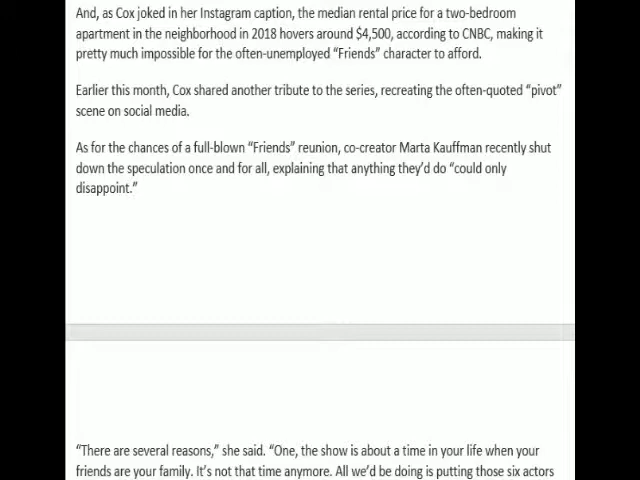 And, as Cox joked in her Instagram caption, the median rental price for a two-bedroom
apartment in the neighborhood in 2018 hovers around $4,500, according to CNBC, making it
pretty much impossible for the often-unemployed “Friends” character to afford.
Earlier this month, Cox shared another tribute to the series, recreating the often-quoted “pivot”
scene on social media.
As for the chances of a full-blown “Friends” reunion, co-creator Marta Kauffman recently shut
down the speculation once and for all, explaining that anything they’d do “could only
disappoint.”
“There are several reasons,” she said. “One, the show is about a time in your life when your
friends are your family. It’s not that time anymore. All we’d be doing is putting those six actors